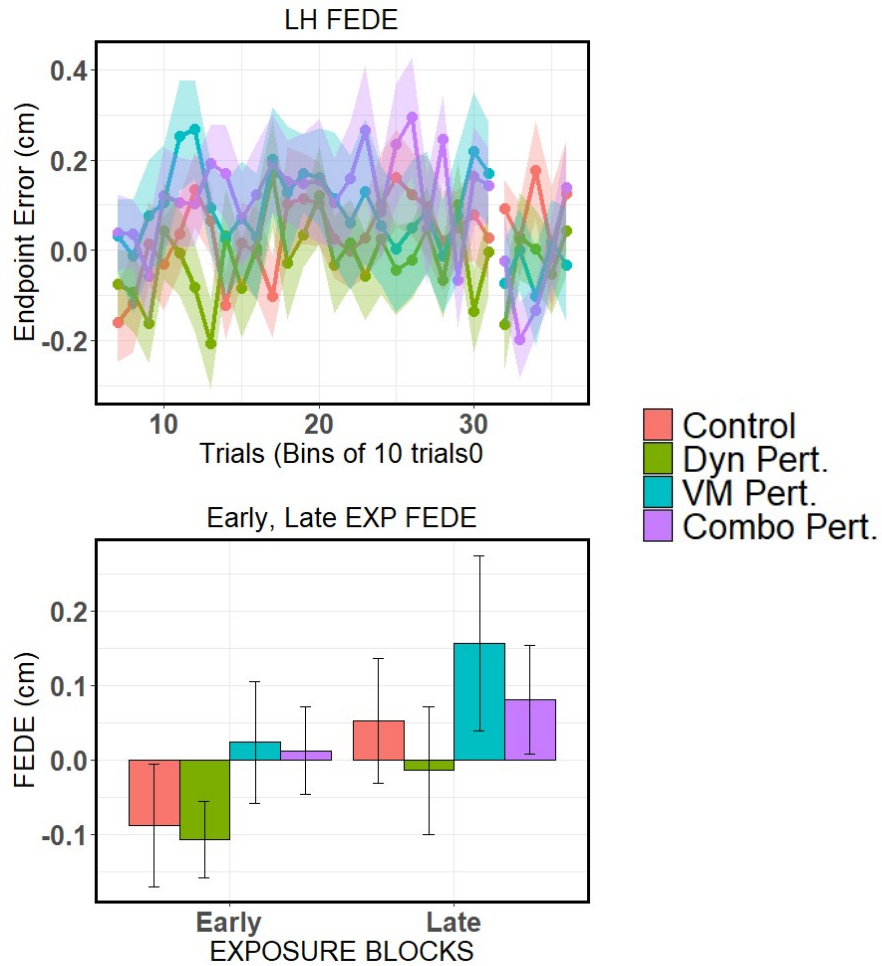 LH FEDE
Endpoint Error (cm)
0.4
0.2
0.0
-0.2
10 20 30
Trials (Bins of 10 trials0
Control
Dyn Pert.
VM Pert.
Combo Pert.
Early, Late EXP FEDE
FEDE (cm)
0.2
0.1
0.0
-0.1
Early Late
EXPOSURE BLOCKS